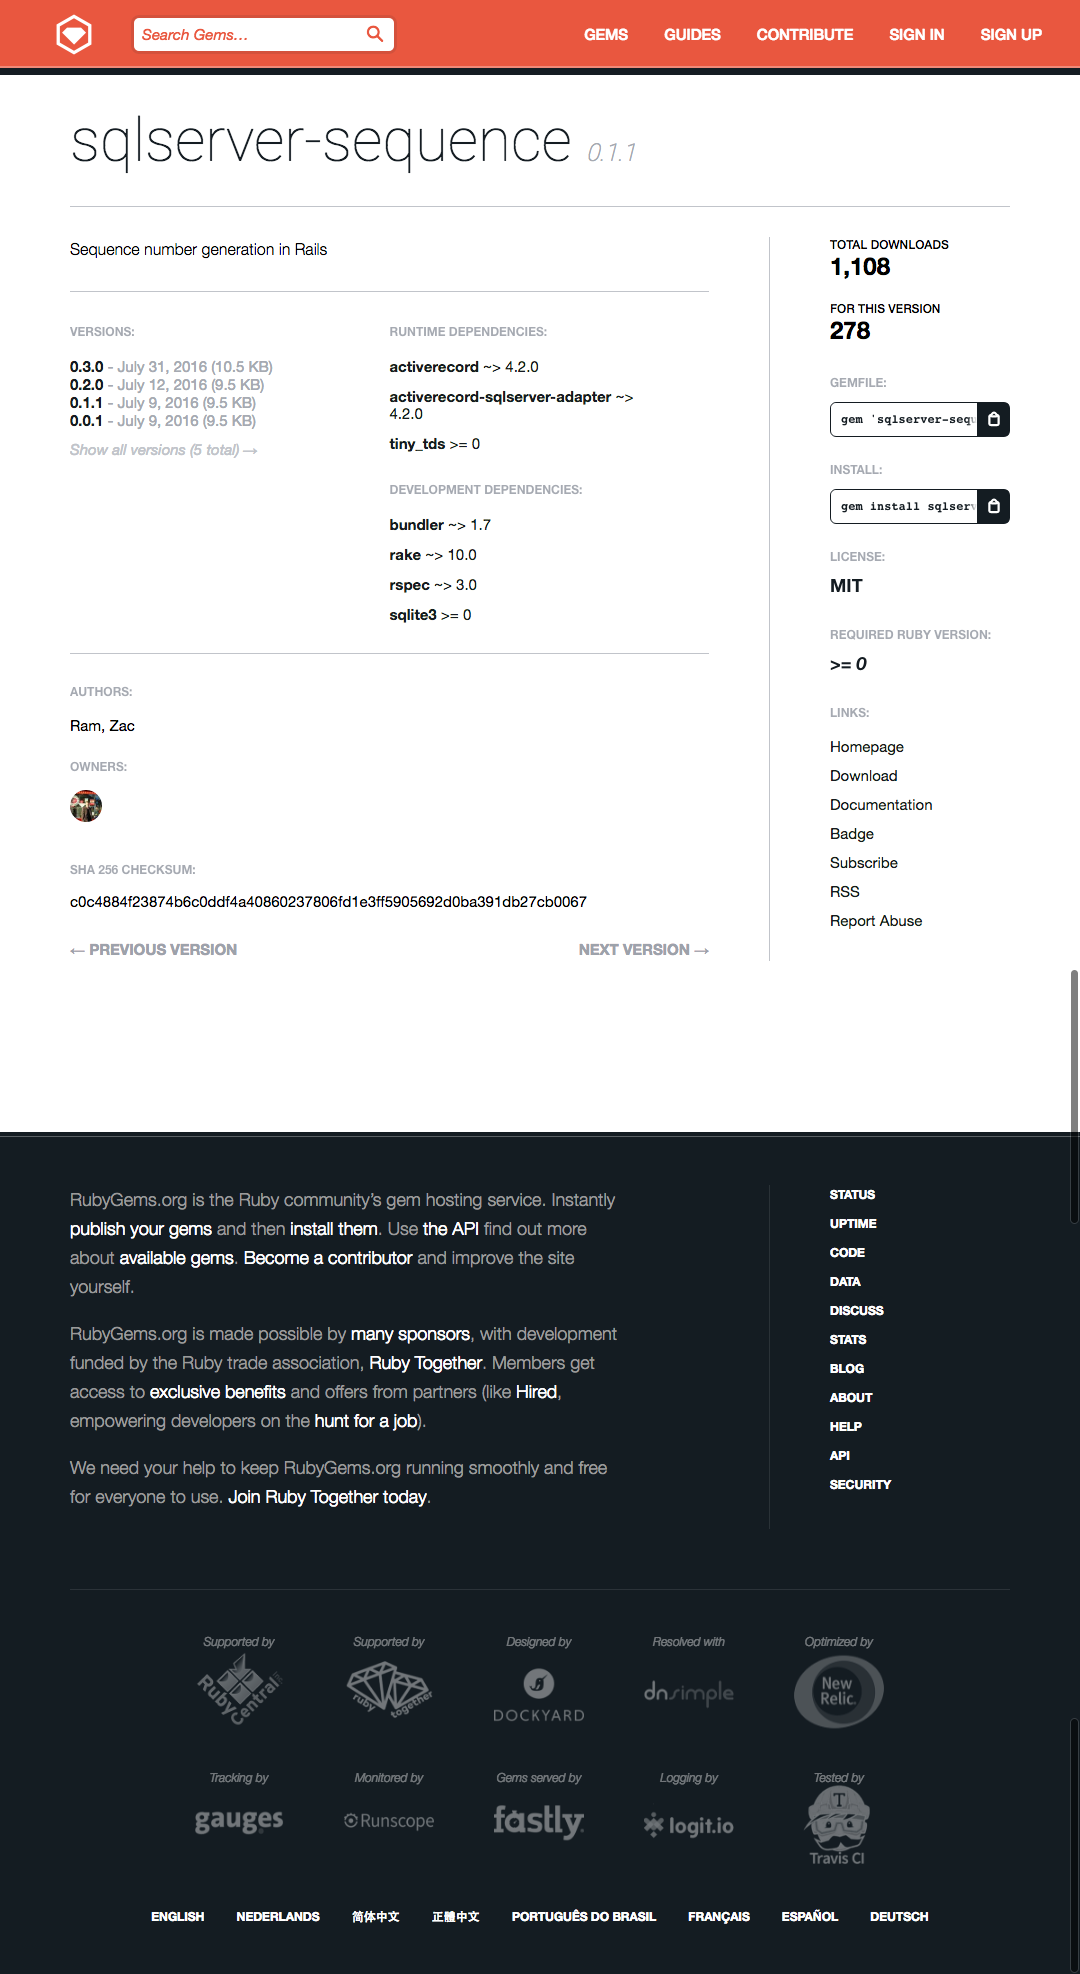 Search Gems…
GEMS
GUIDES
CONTRIBUTE
SIGN IN
SIGN UP
sqlserver-sequence 0.1.1
Sequence number generation in Rails
VERSIONS:
0.3.0 - July 31, 2016 (10.5 KB)
0.2.0 - July 12, 2016 (9.5 KB)
0.1.1 - July 9, 2016 (9.5 KB)
0.0.1 - July 9, 2016 (9.5 KB)
Show all versions (5 total) →
RUNTIME DEPENDENCIES:
activerecord ~> 4.2.0
activerecord-sqlserver-adapter ~>
4.2.0
tiny_tds >= 0
DEVELOPMENT DEPENDENCIES:
bundler ~> 1.7
rake ~> 10.0
rspec ~> 3.0
sqlite3 >= 0
AUTHORS:
Ram, Zac
OWNERS:
SHA 256 CHECKSUM:
c0c4884f23874b6c0ddf4a40860237806fd1e3ff5905692d0ba391db27cb0067
← PREVIOUS VERSION
NEXT VERSION →
TOTAL DOWNLOADS
1,108
FOR THIS VERSION
278
GEMFILE:
gem 'sqlserver-sequ
INSTALL:
gem install sqlserv
LICENSE:
MIT
REQUIRED RUBY VERSION:
>= 0
LINKS:
Homepage
Download
Documentation
Badge
Subscribe
RSS
Report Abuse
RubyGems.org is the Ruby community’s gem hosting service. Instantly
publish your gems and then install them. Use the API find out more
about available gems. Become a contributor and improve the site
yourself.
RubyGems.org is made possible by many sponsors, with development
funded by the Ruby trade association, Ruby Together. Members get
access to exclusive benefits and offers from partners (like Hired,
empowering developers on the hunt for a job).
We need your help to keep RubyGems.org running smoothly and free
for everyone to use. Join Ruby Together today.
STATUS
UPTIME
CODE
DATA
DISCUSS
STATS
BLOG
ABOUT
HELP
API
SECURITY
Supported by
RubyCentral
Supported by
ruby together
Designed by
DOCKYARD
Resolved with
dnsimple
Optimized by
New
Relic
Tracking by
gauges
Monitored by
Runscope
Gems served by
fastly
Logging by
logit.io
Tested by
T
Travis CI
ENGLISH
NEDERLANDS
简体中文
正體中文
PORTUGUÊS DO BRASIL
FRANÇAIS
ESPAÑOL
DEUTSCH